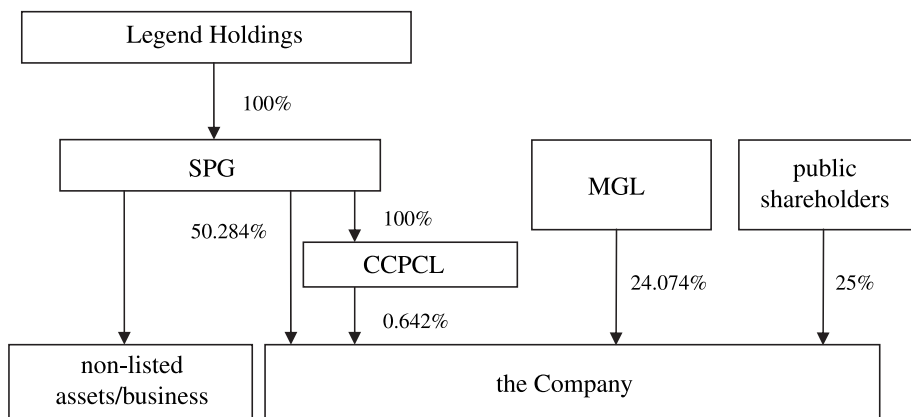 Legend Holdings
100%
SPG
MGL
public
shareholders
50.284%
100%
CCPCL
24.074%
25%
0.642%
non-listed
assets/business
the Company